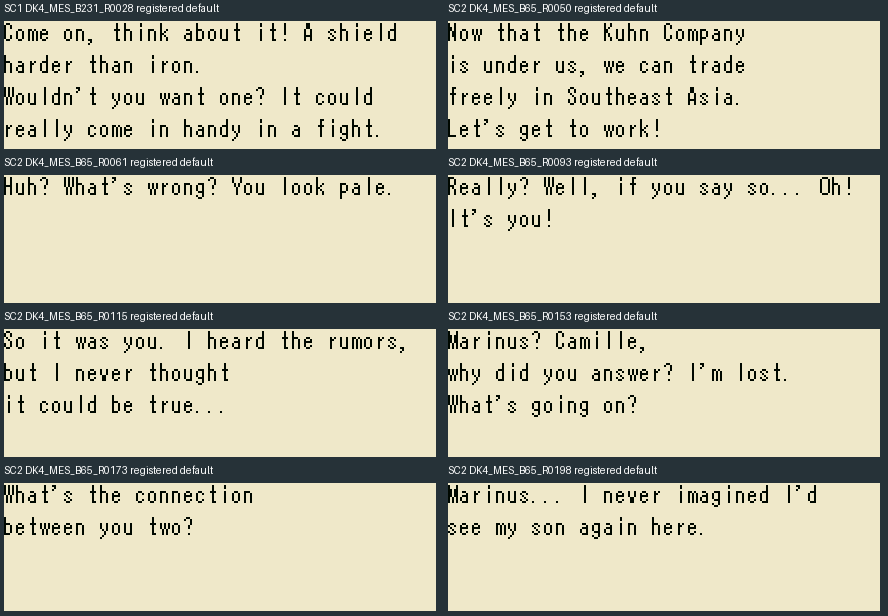 SC1 DK4_MES_B231_R0028 registered default
Come on, think about it! A shield
harder than iron.
Wouldn't you want one? It could
really come in handy in a fight.
SC2 DK4_MES_B65_R0050 registered default
Now that the Kuhn Company
is under us, we can trade
freely in Southeast Asia.
Let's get to work!
SC2 DK4_MES_B65_R0061 registered default
Huh? What's wrong? You look pale.
SC2 DK4_MES_B65_R0093 registered default
Really? Well, if you say so... Oh!
It's you!
SC2 DK4_MES_B65_R0115 registered default
So it was you. I heard the rumors,
but I never thought
it could be true...
SC2 DK4_MES_B65_R0153 registered default
Marinus? Camille,
why did you answer? I'm lost.
What's going on?
SC2 DK4_MES_B65_R0173 registered default
What's the connection
between you two?
SC2 DK4_MES_B65_R0198 registered default
Marinus... I never imagined I'd
see my son again here.